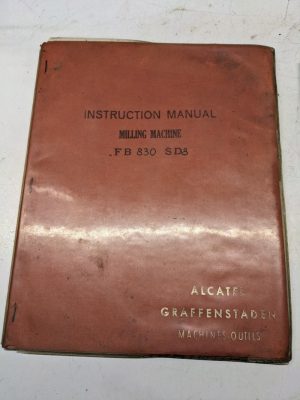 INSTRUCTION MANUAL
MILLING MACHINE
.FB 830 SD8
ALCATEL
GRAFFENSTADEN
MACHINES-OUTILS